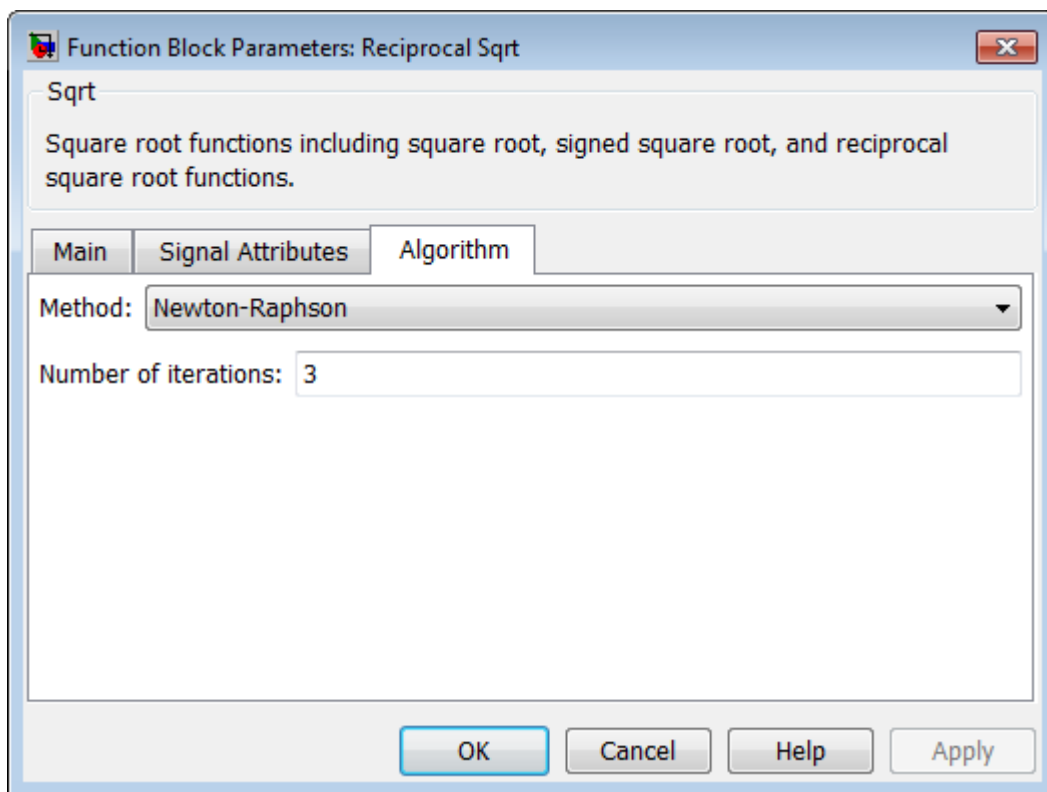 Function Block Parameters: Reciprocal Sqrt
Sqrt
Square root functions including square root, signed square root, and reciprocal
square root functions.
Main Signal Attributes Algorithm
Method: Newton-Raphson
Number of iterations: 3
OK Cancel Help Apply